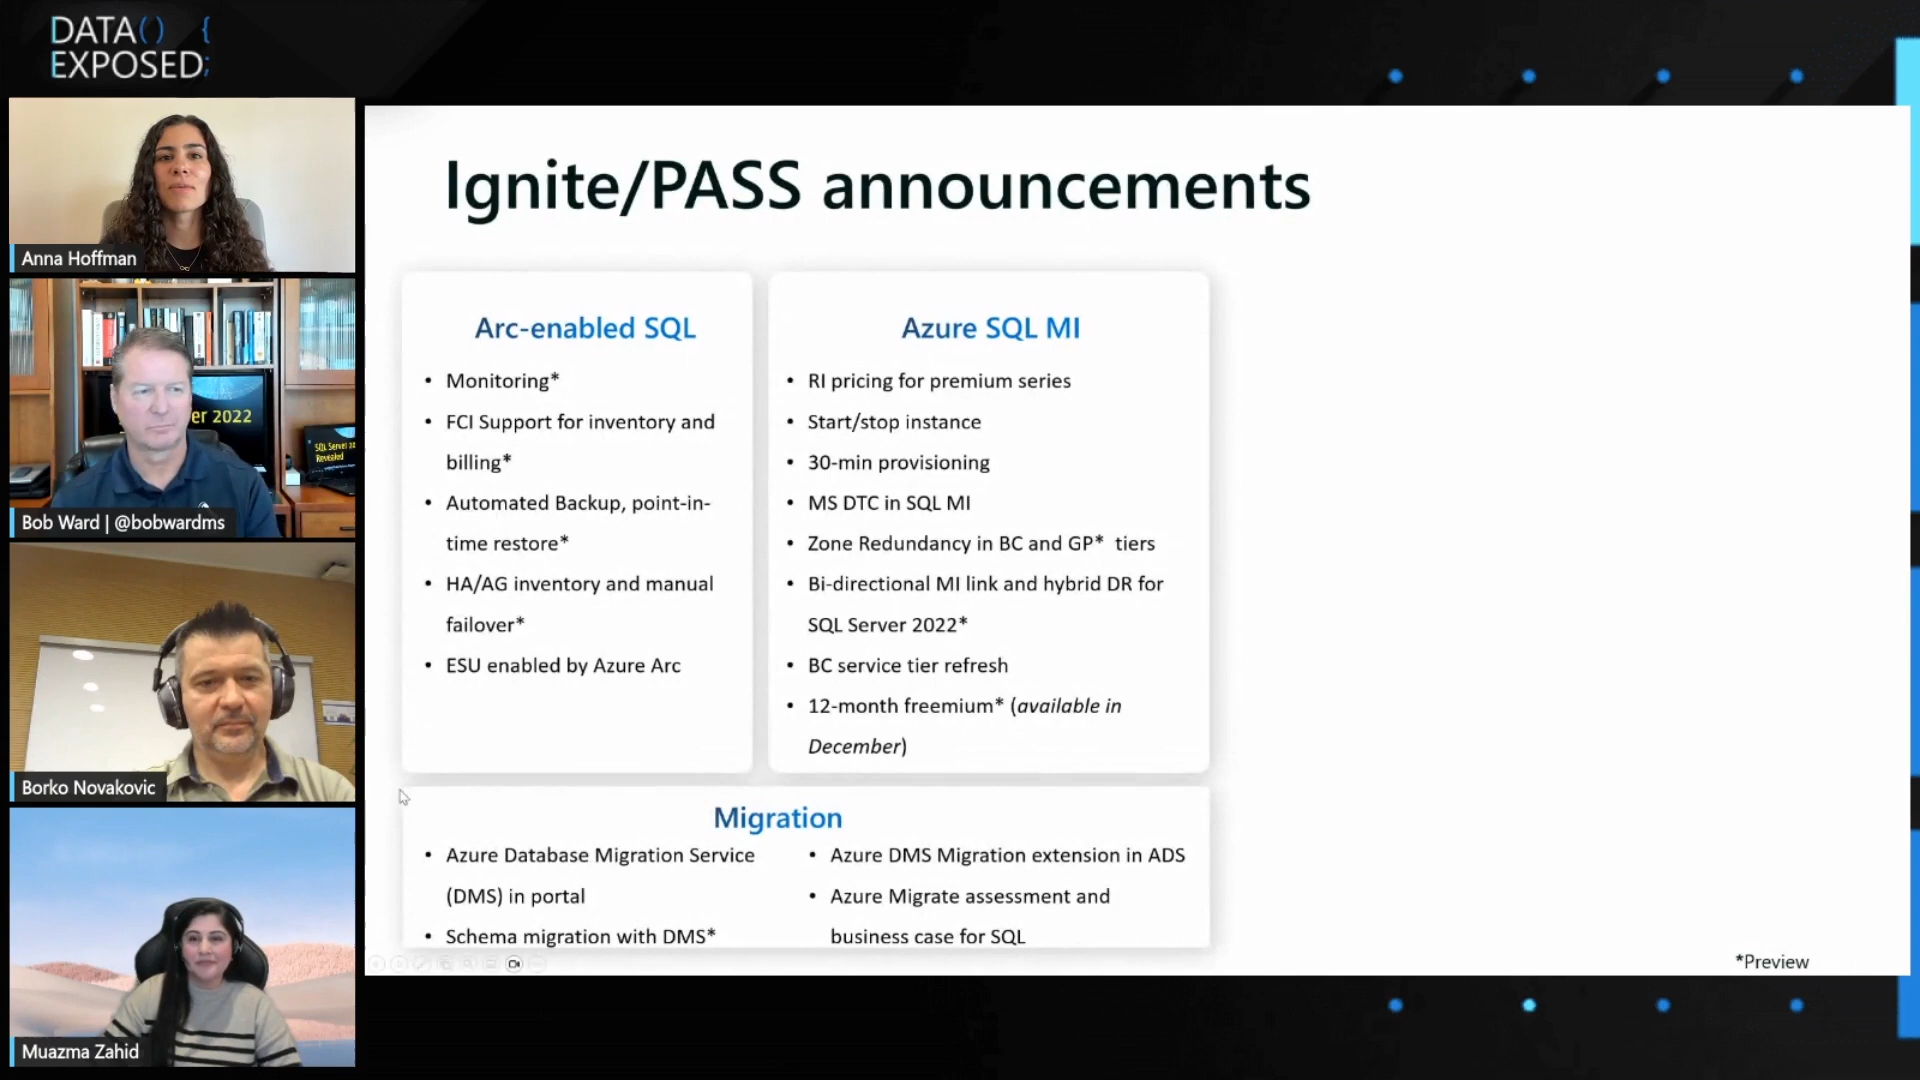 DATA() {
EXPOSED;
Anna Hoffman
er 2022
SQL Server 
Revealed
Bob Ward | @bobwardms
Borko Novakovic
Muazma Zahid
Ignite/PASS announcements
Arc-enabled SQL
• Monitoring*
• FCI Support for inventory and
billing*
• Automated Backup, point-in-
time restore*
• HA/AG inventory and manual
failover*
• ESU enabled by Azure Arc
Azure SQL MI
• RI pricing for premium series
• Start/stop instance
• 30-min provisioning
• MS DTC in SQL MI
• Zone Redundancy in BC and GP* tiers
• Bi-directional MI link and hybrid DR for
SQL Server 2022*
• BC service tier refresh
• 12-month freemium* (available in
December)
Migration
• Azure Database Migration Service
(DMS) in portal
• Schema migration with DMS*
• Azure DMS Migration extension in ADS
• Azure Migrate assessment and
business case for SQL
*Preview